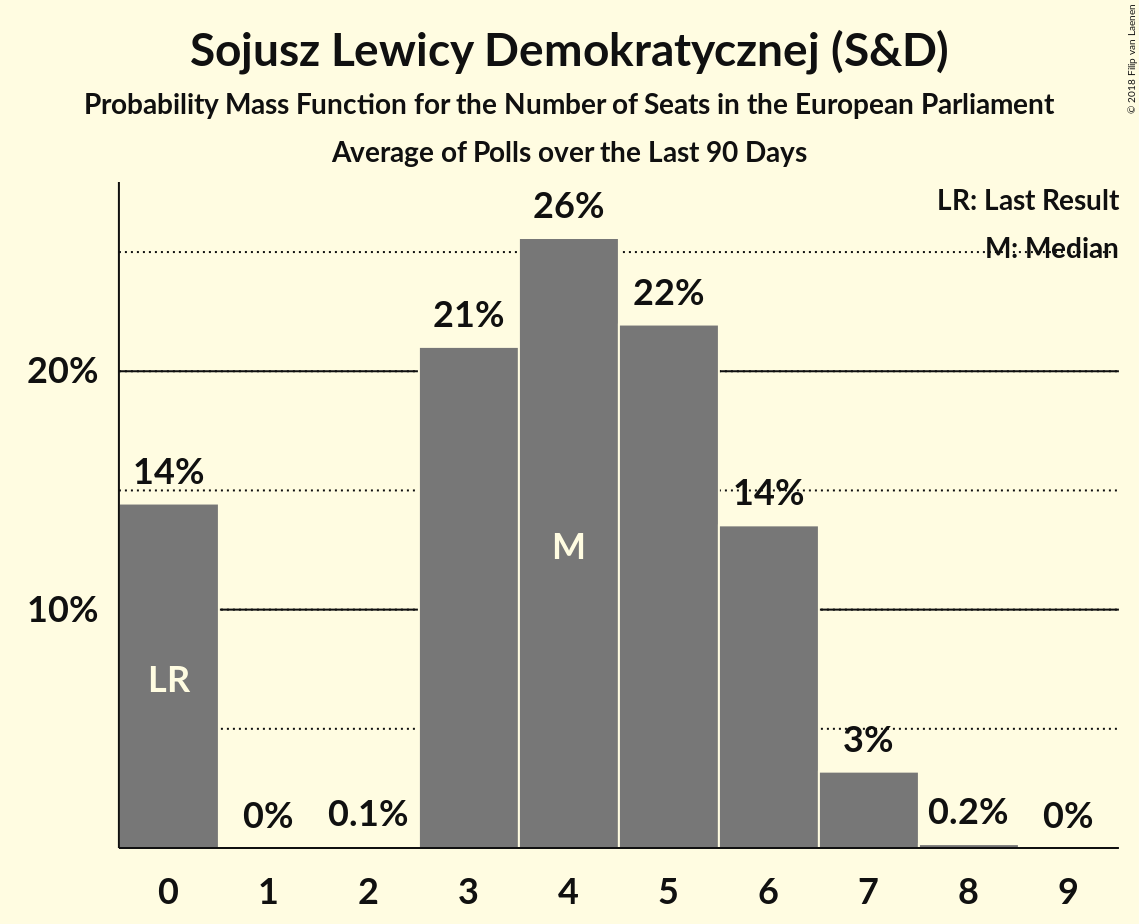 Sojusz Lewicy Demokratycznej (S&D)
Probability Mass Function for the Number of Seats in the European Parliament
Average of Polls over the Last 90 Days
© 2018 Filip van Laenen
LR: Last Result
M: Median
26%
22%
21%
20%
14%
14%
M
10%
LR
3%
0%
0.1%
0.2%
0%
0 1 2 3 4 5 6 7 8 9